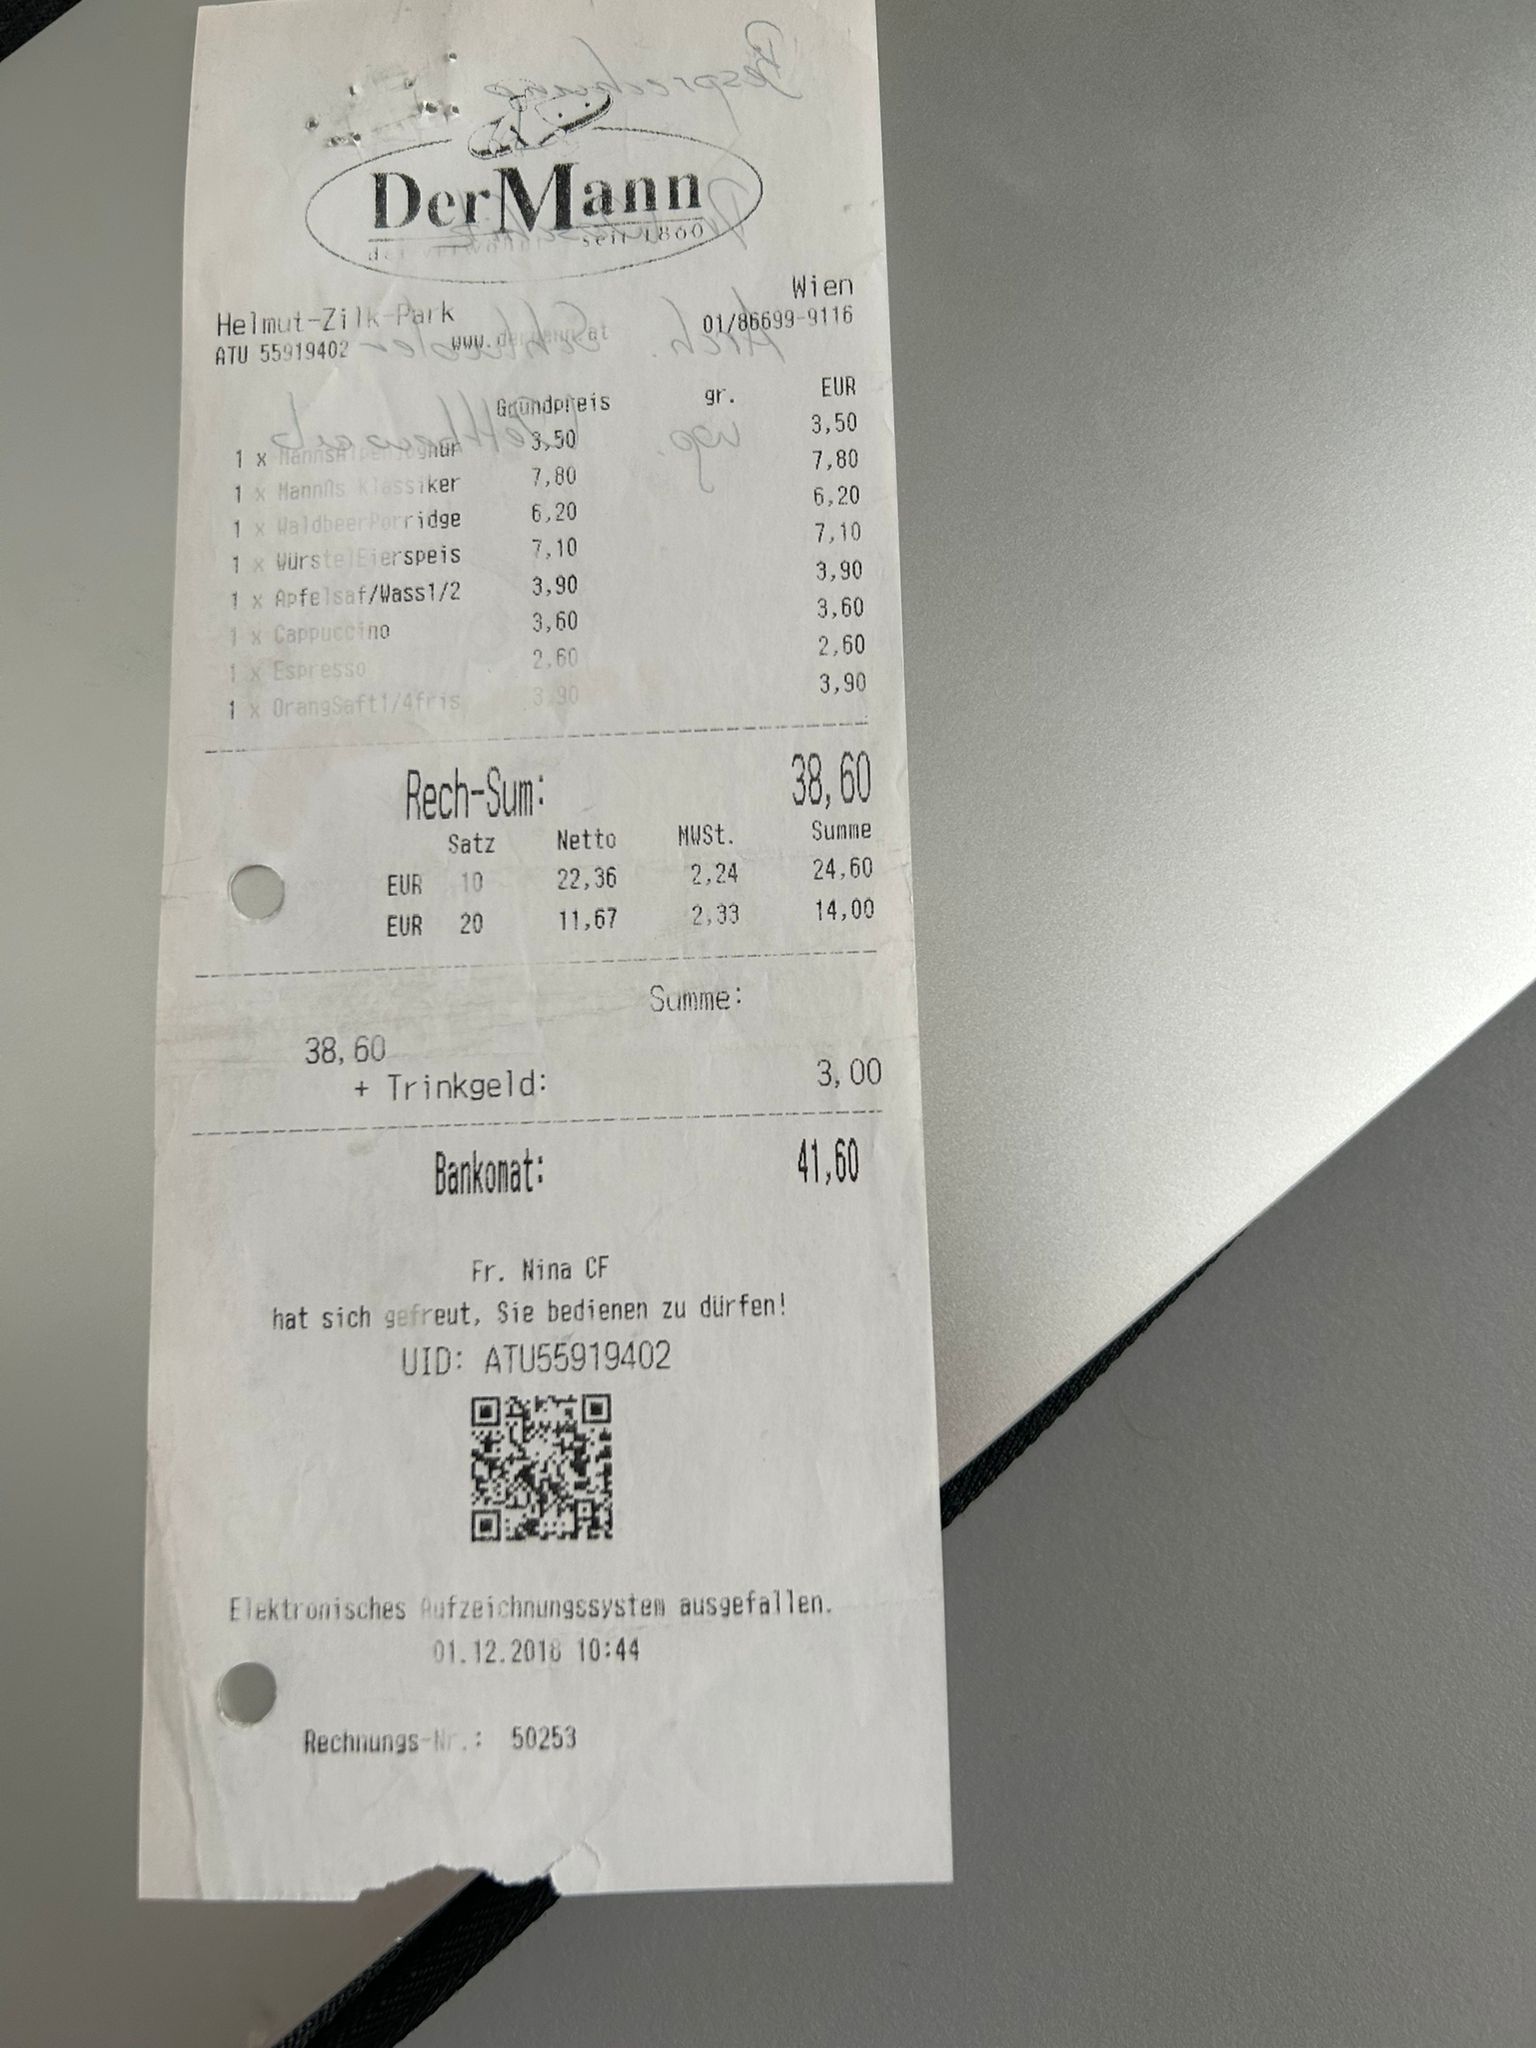 DerMann
seit 1860
Wien
Helmut-Zilk-Park 01/86699-9116
ATU 55919402
Grundpreis gr. EUR
1 x MannsAlpenJoghur 3,50 3,50
1 x Mannßs Klassiker 7,80 7,80
1 x WaldbeerPorridge 6,20 6,20
1 x WürstelEierspeis 7,10 7,10
1 x Apfelsaf/Wass1/2 3,90 3,90
1 x Cappuccino 3,60 3,60
1 x Espresso 2,60 2,60
1 x OrangSaft1/4fris 3,90 3,90
Rech-Sum: 38,60
Satz Netto MWSt. Summe
EUR 10 22,36 2,24 24,60
EUR 20 11,67 2,33 14,00
Summe:
38,60
+ Trinkgeld: 3,00
Bankomat: 41,60
Fr. Nina CF
hat sich gefreut, Sie bedienen zu dürfen!
UID: ATU55919402
Elektronisches Aufzeichnungssystem ausgefallen.
01.12.2018 10:44
Rechnungs-Nr.: 50253
Besprechung
Arch.